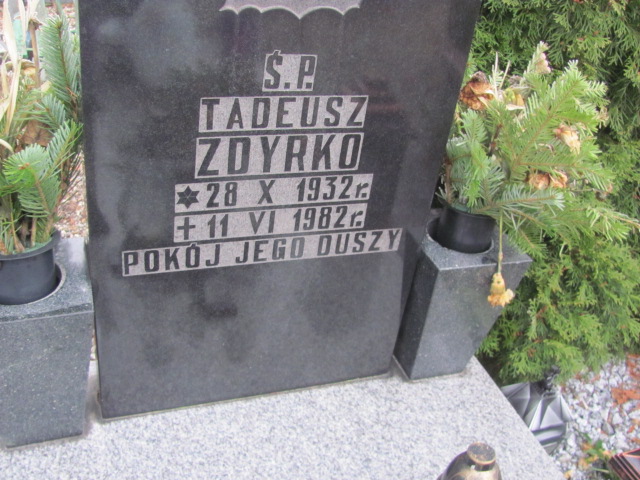 Ś.P.
TADEUSZ
ZDYRKO
✶ 28 X 1932r.
+ 11 VI 1982r.
POKÓJ JEGO DUSZY